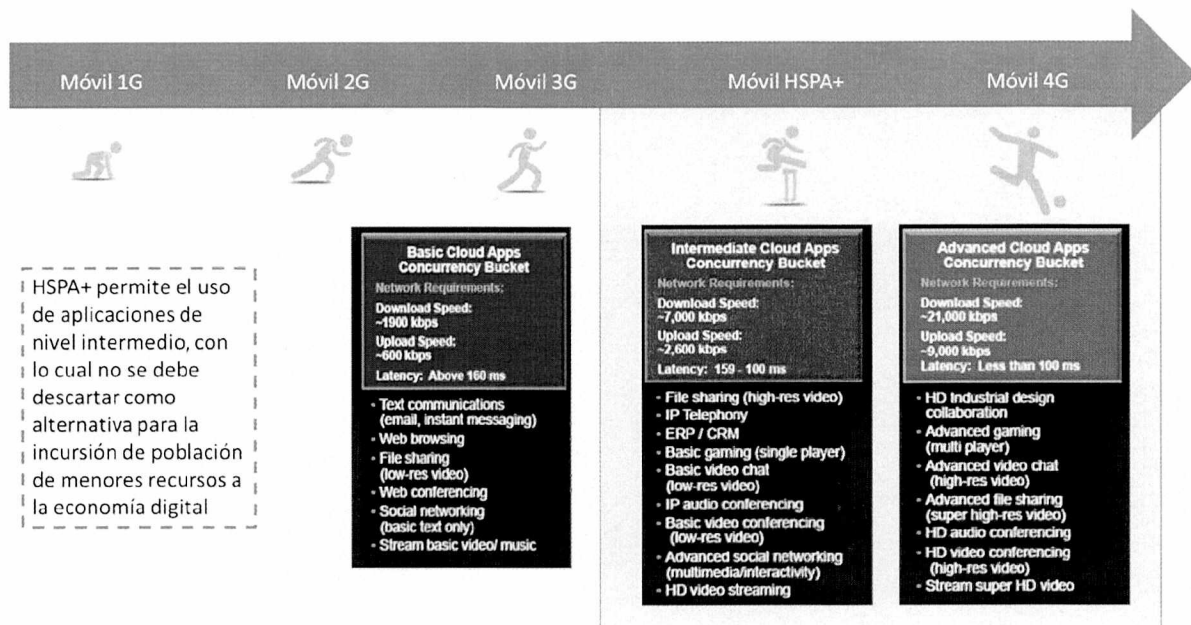 Móvil 1G
Móvil 2G
Móvil 3G
Móvil HSPA+
Móvil 4G
HSPA+ permite el uso
de aplicaciones de
nivel intermedio, con
lo cual no se debe
descartar como
alternativa para la
incursión de población
de menores recursos a
la economía digital
Basic Cloud Apps
Concurrency Bucket
Network Requirements:
Download Speed:
~1900 kbps
Upload Speed:
~600 kbps
Latency: Above 160 ms
• Text communications
(email, instant messaging)
• Web browsing
• File sharing
(low-res video)
• Web conferencing
• Social networking
(basic text only)
• Stream basic video/ music
Intermediate Cloud Apps
Concurrency Bucket
Network Requirements:
Download Speed:
~7,000 kbps
Upload Speed:
~2,600 kbps
Latency: 159 - 100 ms
• File sharing (high-res video)
• IP Telephony
• ERP / CRM
• Basic gaming (single player)
• Basic video chat
(low-res video)
• IP audio conferencing
• Basic video conferencing
(low-res video)
• Advanced social networking
(multimedia/interactivity)
• HD video streaming
Advanced Cloud Apps
Concurrency Bucket
Network Requirements:
Download Speed:
~21,000 kbps
Upload Speed:
~9,000 kbps
Latency: Less than 100 ms
• HD Industrial design
collaboration
• Advanced gaming
(multi player)
• Advanced video chat
(high-res video)
• Advanced file sharing
(super high-res video)
• HD audio conferencing
• HD video conferencing
(high-res video)
• Stream super HD video